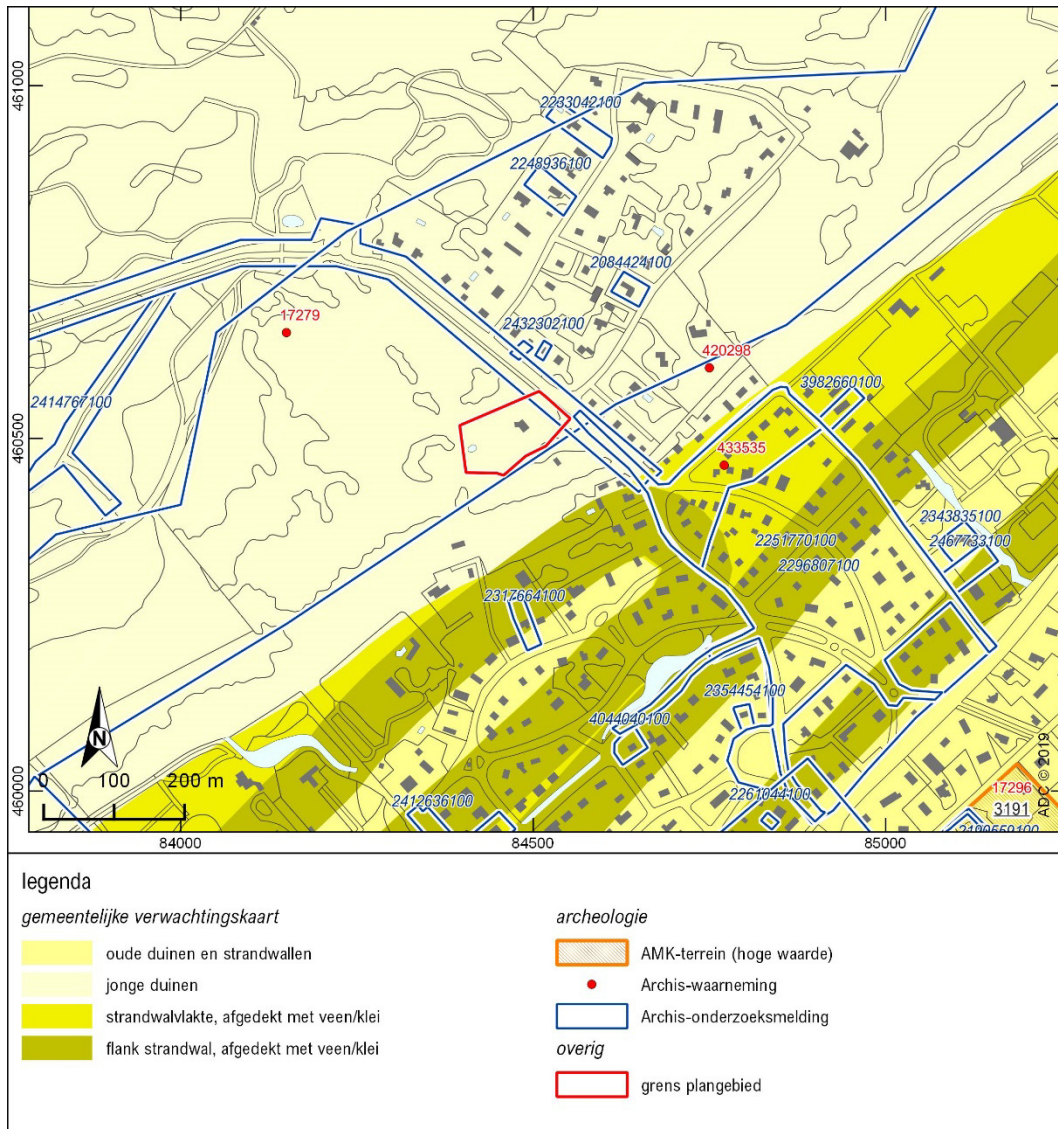 461000
2233042100
2248936100
2084424100
17279
2432302100
420298
3982660100
2414767100
460500
433535
2343835100
2251770100
2467733100
2296807100
2317664100
2354454100
4044040100
N
0 100 200 m
17296
460000
2412636100
2261044100
3191
ADC © 2019
84000 84500 85000
legenda
gemeentelijke verwachtingskaart
oude duinen en strandwallen
jonge duinen
strandwalvlakte, afgedekt met veen/klei
flank strandwal, afgedekt met veen/klei
archeologie
AMK-terrein (hoge waarde)
Archis-waarneming
Archis-onderzoeksmelding
overig
grens plangebied